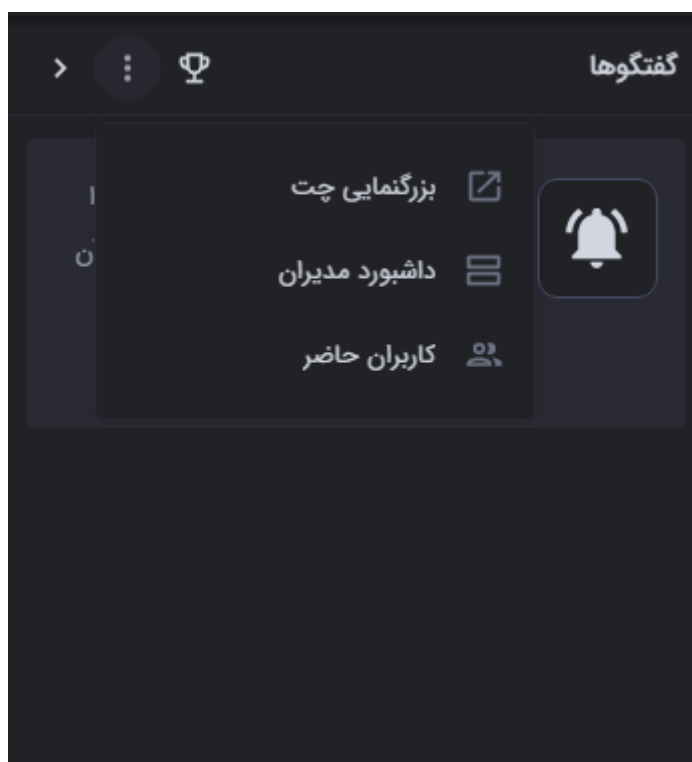 گفتگوها
بزرگنمایی چت
داشبورد مدیران
کاربران حاضر